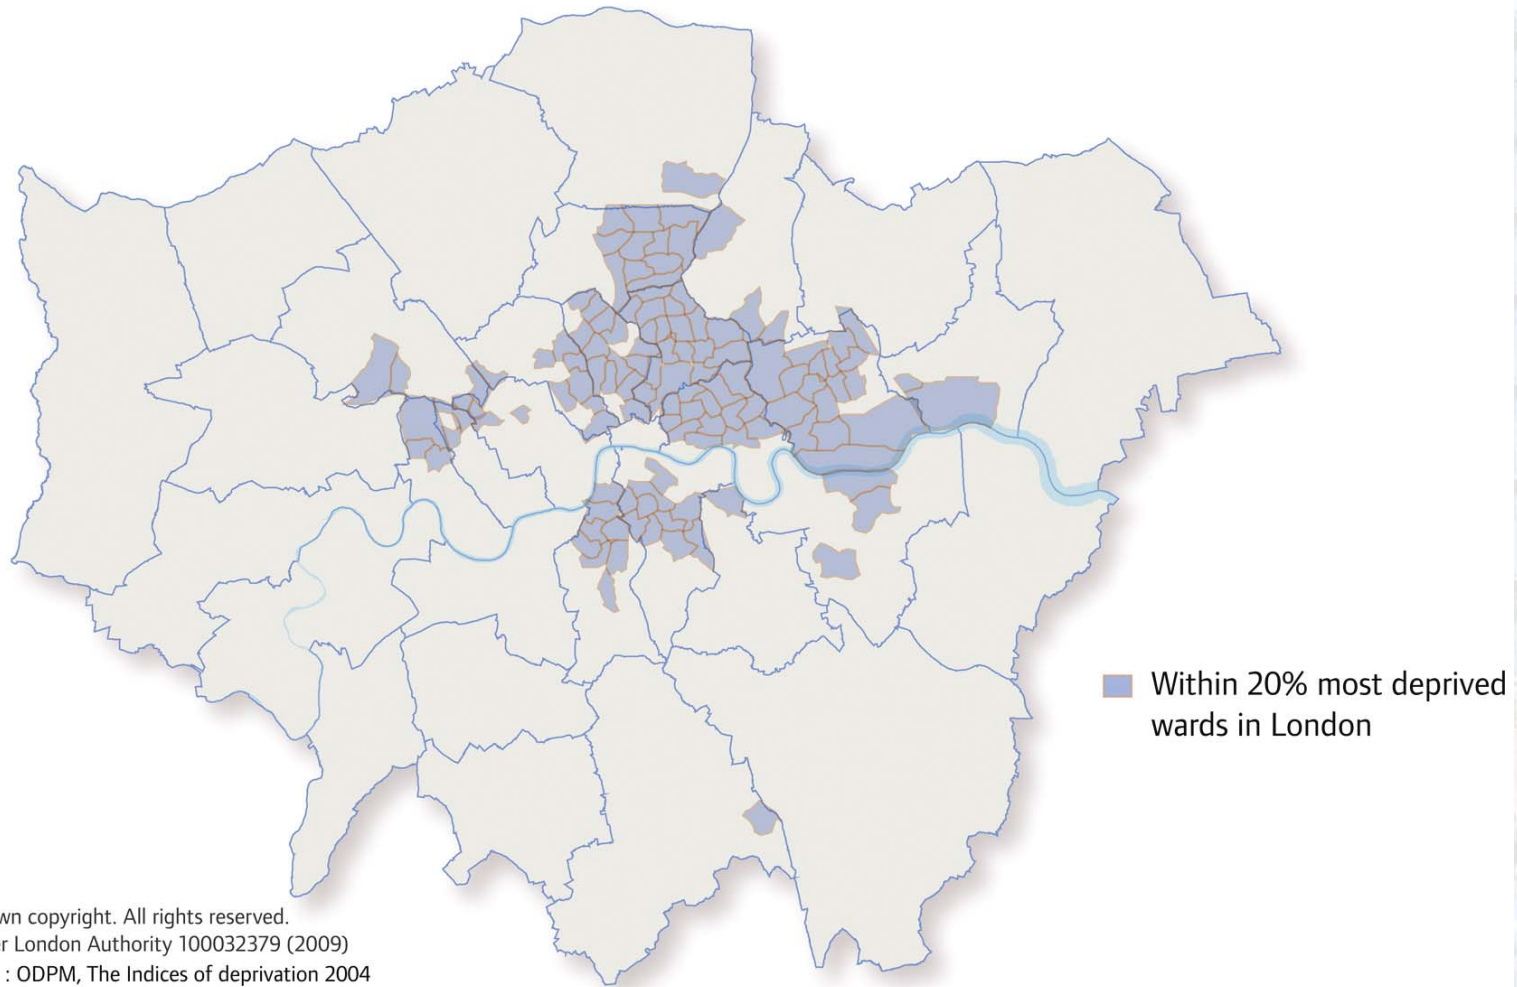 Within 20% most deprived
wards in London
copyright. All rights reserved.
London Authority 100032379 (2009)
: ODPM, The Indices of deprivation 2004